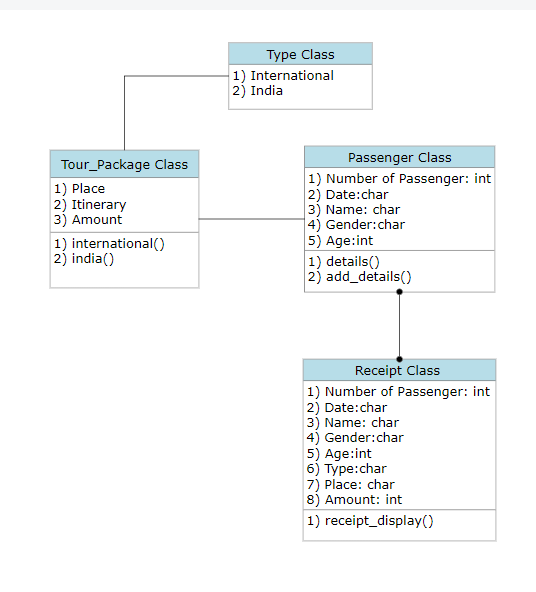 Type Class
1) International
2) India
Tour_Package Class
1) Place
2) Itinerary
3) Amount
1) international()
2) india()
Passenger Class
1) Number of Passenger: int
2) Date:char
3) Name: char
4) Gender:char
5) Age:int
1) details()
2) add_details()
Receipt Class
1) Number of Passenger: int
2) Date:char
3) Name: char
4) Gender:char
5) Age:int
6) Type:char
7) Place: char
8) Amount: int
1) receipt_display()